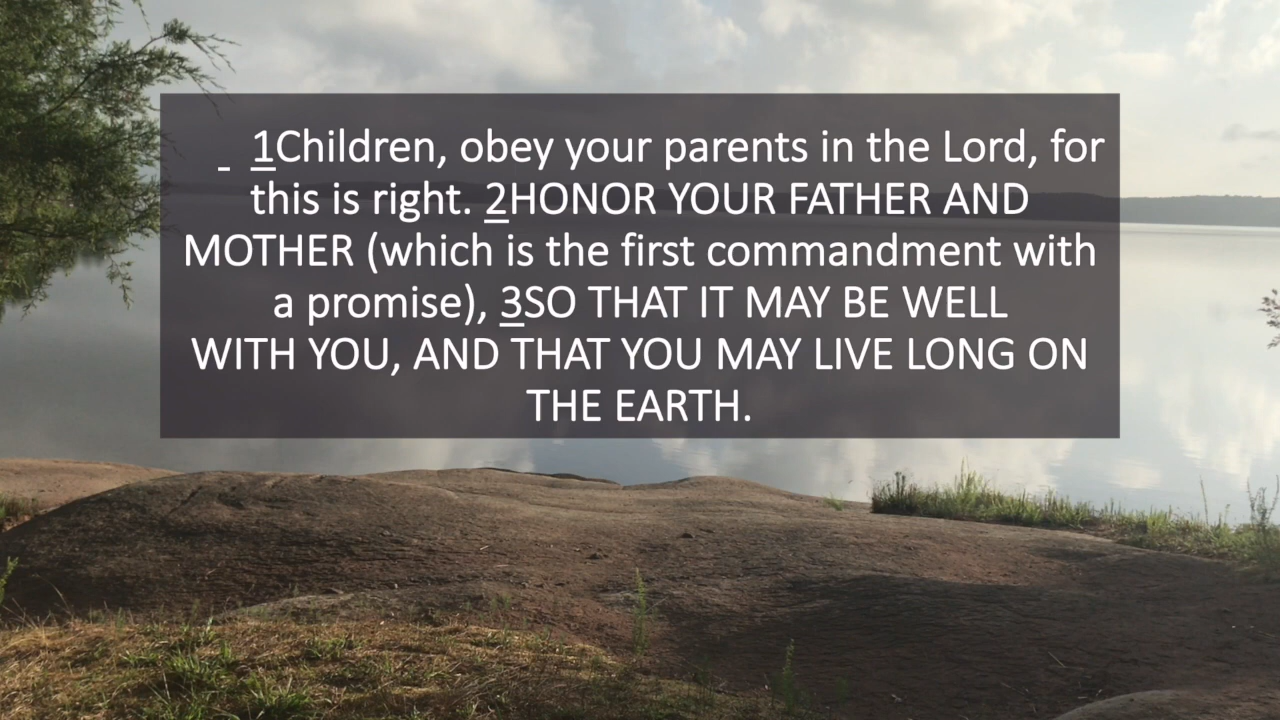 _ 1Children, obey your parents in the Lord, for
this is right. 2HONOR YOUR FATHER AND
MOTHER (which is the first commandment with
a promise), 3SO THAT IT MAY BE WELL
WITH YOU, AND THAT YOU MAY LIVE LONG ON
THE EARTH.